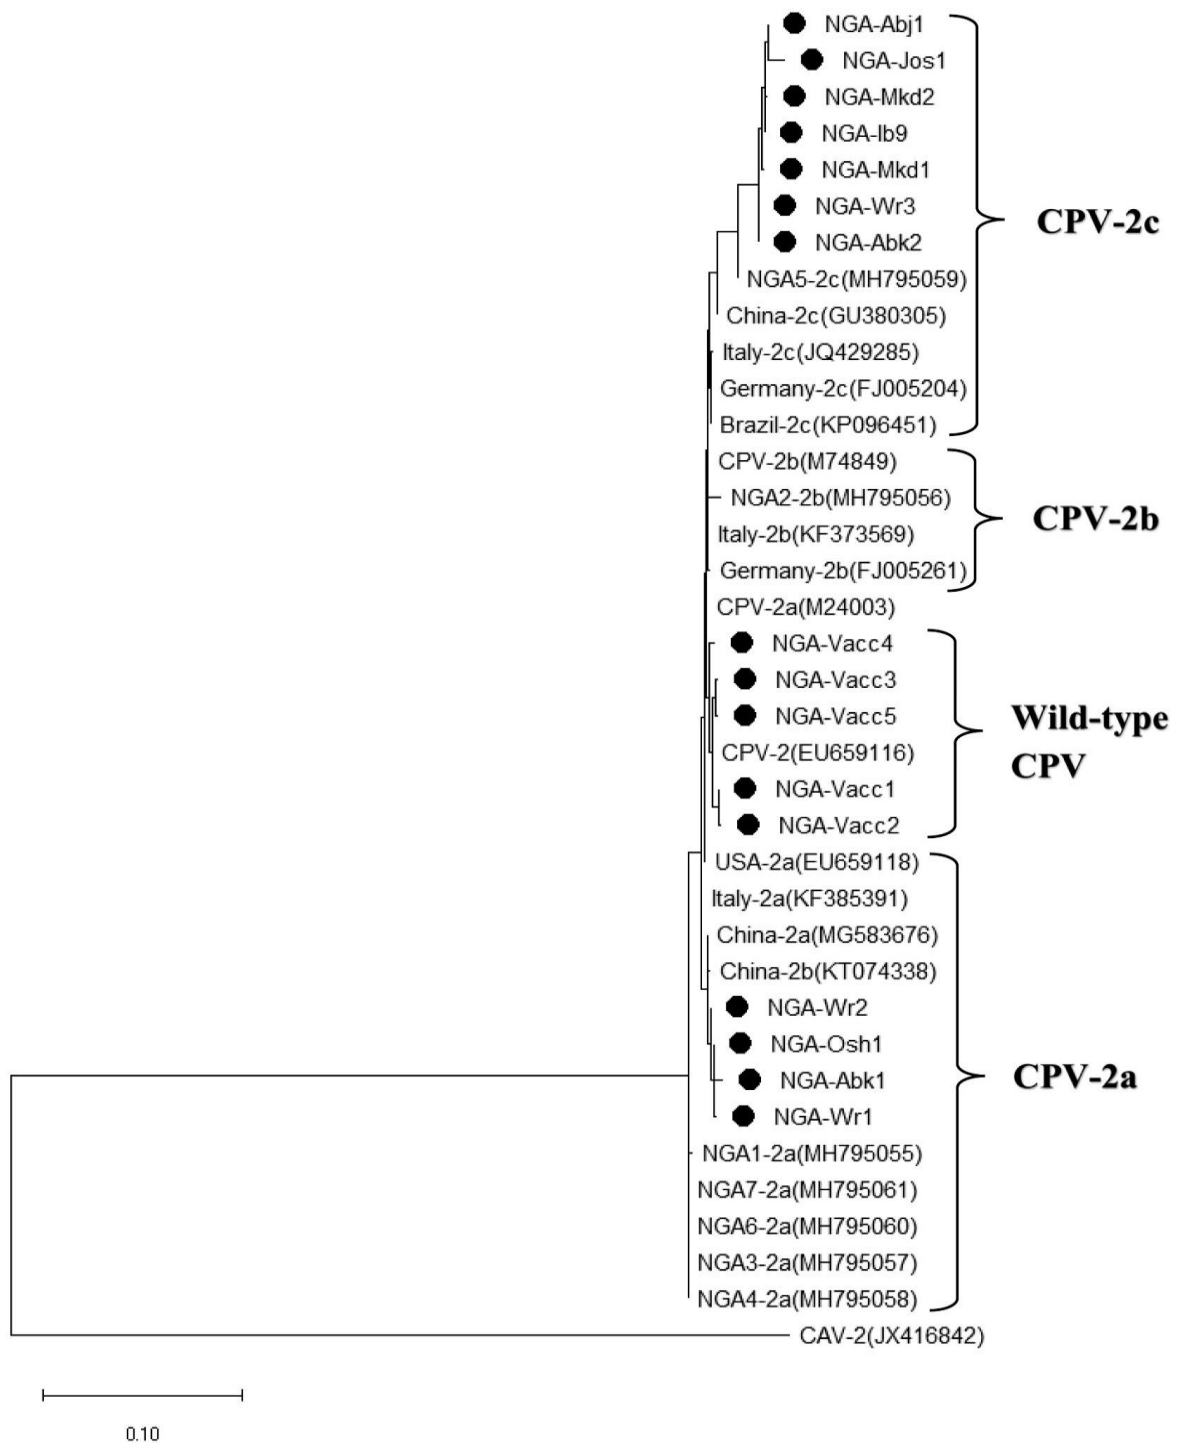 NGA-Abj1
NGA-Jos1
NGA-Mkd2
NGA-Ib9
NGA-Mkd1
NGA-Wr3
NGA-Abk2
NGA5-2c(MH795059)
China-2c(GU380305)
Italy-2c(JQ429285)
Germany-2c(FJ005204)
Brazil-2c(KP096451)
CPV-2c
CPV-2b(M74849)
NGA2-2b(MH795056)
Italy-2b(KF373569)
Germany-2b(FJ005261)
CPV-2b
CPV-2a(M24003)
NGA-Vacc4
NGA-Vacc3
NGA-Vacc5
CPV-2(EU659116)
NGA-Vacc1
NGA-Vacc2
Wild-type
CPV
USA-2a(EU659118)
Italy-2a(KF385391)
China-2a(MG583676)
China-2b(KT074338)
NGA-Wr2
NGA-Osh1
NGA-Abk1
NGA-Wr1
NGA1-2a(MH795055)
NGA7-2a(MH795061)
NGA6-2a(MH795060)
NGA3-2a(MH795057)
NGA4-2a(MH795058)
CPV-2a
CAV-2(JX416842)
0.10